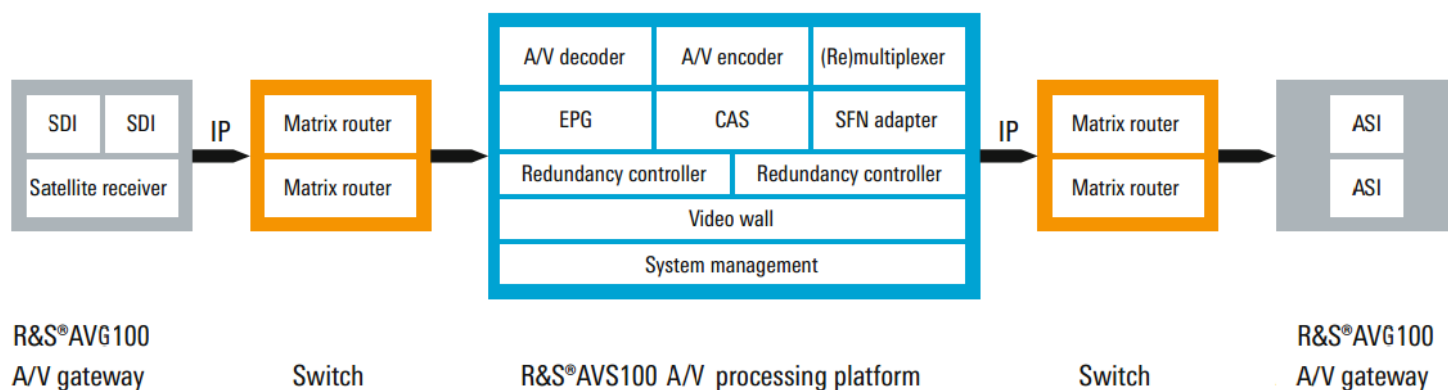 A/V decoder
A/V encoder
(Re)multiplexer
SDI
SDI
IP
Matrix router
EPG
CAS
SFN adapter
IP
Matrix router
ASI
Satellite receiver
Matrix router
Redundancy controller
Redundancy controller
Matrix router
ASI
Video wall
System management
R&S®AVG100
A/V gateway
Switch
R&S®AVS100 A/V processing platform
Switch
R&S®AVG100
A/V gateway